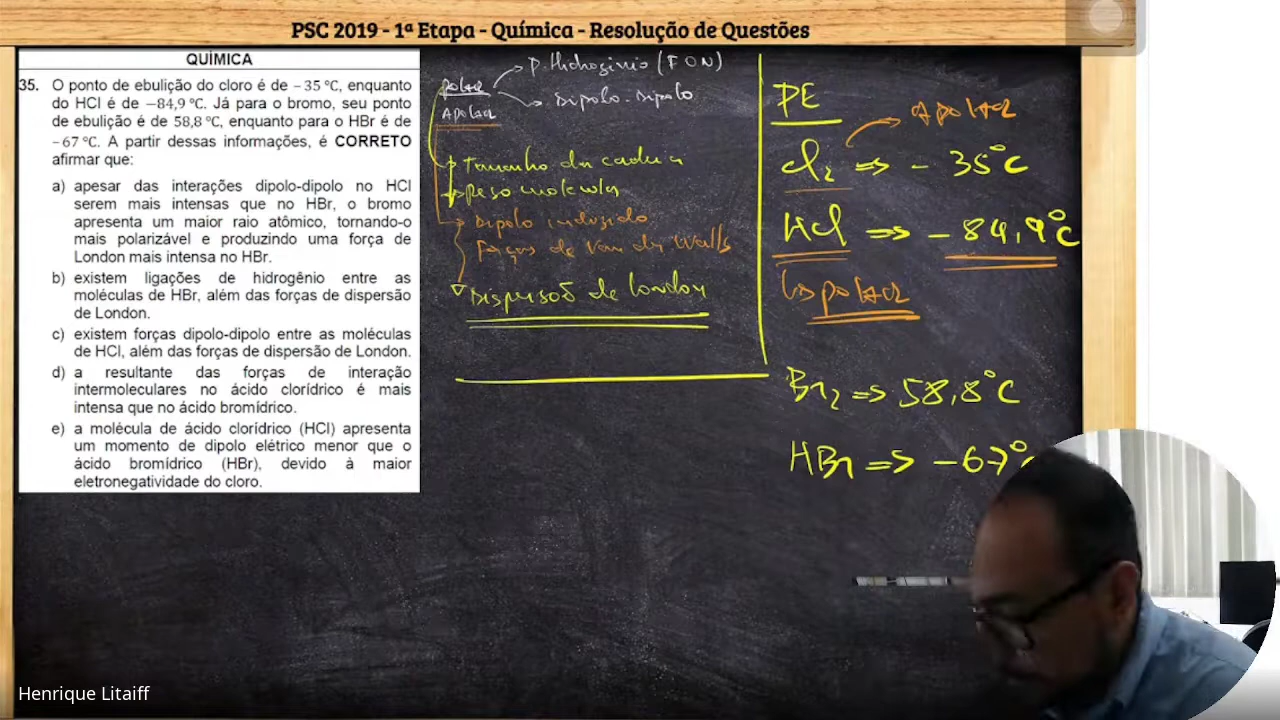 PSC 2019 - 1ª Etapa - Química - Resolução de Questões
QUÍMICA
35. O ponto de ebulição do cloro é de – 35 ºC, enquanto
do HCl é de –84,9 ºC. Já para o bromo, seu ponto
de ebulição é de 58,8 ºC, enquanto para o HBr é de
– 67 ºC. A partir dessas informações, é CORRETO
afirmar que:
a) apesar das interações dipolo-dipolo no HCl
serem mais intensas que no HBr, o bromo
apresenta um maior raio atômico, tornando-o
mais polarizável e produzindo uma força de
London mais intensa no HBr.
b) existem ligações de hidrogênio entre as
moléculas de HBr, além das forças de dispersão
de London.
c) existem forças dipolo-dipolo entre as moléculas
de HCl, além das forças de dispersão de London.
d) a resultante das forças de interação
intermoleculares no ácido clorídrico é mais
intensa que no ácido bromídrico.
e) a molécula de ácido clorídrico (HCl) apresenta
um momento de dipolo elétrico menor que o
ácido bromídrico (HBr), devido à maior
eletronegatividade do cloro.
polar
Apolar
p. Hidrogênio (FON)
Dipolo-Dipolo
Tamanho da cadeia
peso molecular
Dipolo induzido
Forças de Van der Walls
Dispersão de london
PE
apolar
Cl₂ => - 35°C
HCl => - 84,9°C
polar
Br₂ => 58,8°C
HBr => -67°
Henrique Litaiff